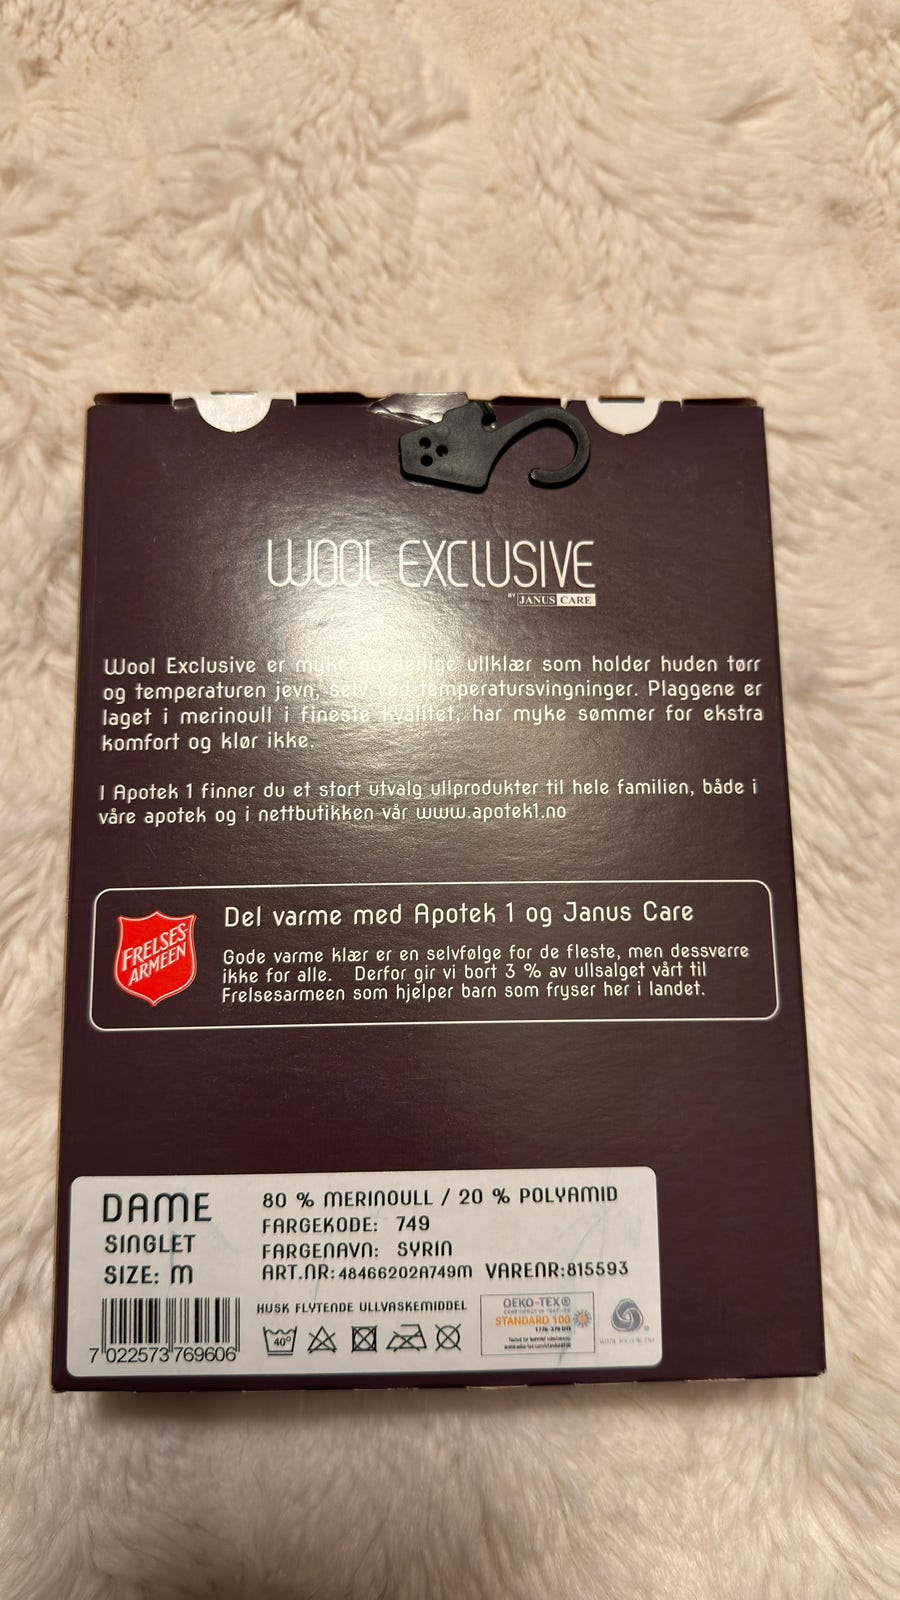 WOOL EXCLUSIVE
BY JANUS CARE
Wool Exclusive er myke og deilige ullklær som holder huden tørr
og temperaturen jevn, selv ved temperatursvingninger. Plaggene er
laget i merinoull i fineste kvalitet, har myke sømmer for ekstra
komfort og klør ikke.
I Apotek 1 finner du et stort utvalg ullprodukter til hele familien, både i
våre apotek og i nettbutikken vår www.apotek1.no
Del varme med Apotek 1 og Janus Care
FRELSES-
ARMEEN
Gode varme klær er en selvfølge for de fleste, men dessverre
ikke for alle. Derfor gir vi bort 3 % av ullsalget vårt til
Frelsesarmeen som hjelper barn som fryser her i landet.
DAME
SINGLET
SIZE: M
80 % MERINOULL / 20 % POLYAMID
FARGEKODE: 749
FARGENAVN: SYRIN
ART.NR:48466202A749M VARENR:815593
HUSK FLYTENDE ULLVASKEMIDDEL
40°
OEKO-TEX®
CONFIDENCE IN TEXTILES
STANDARD 100
7 022573 769606